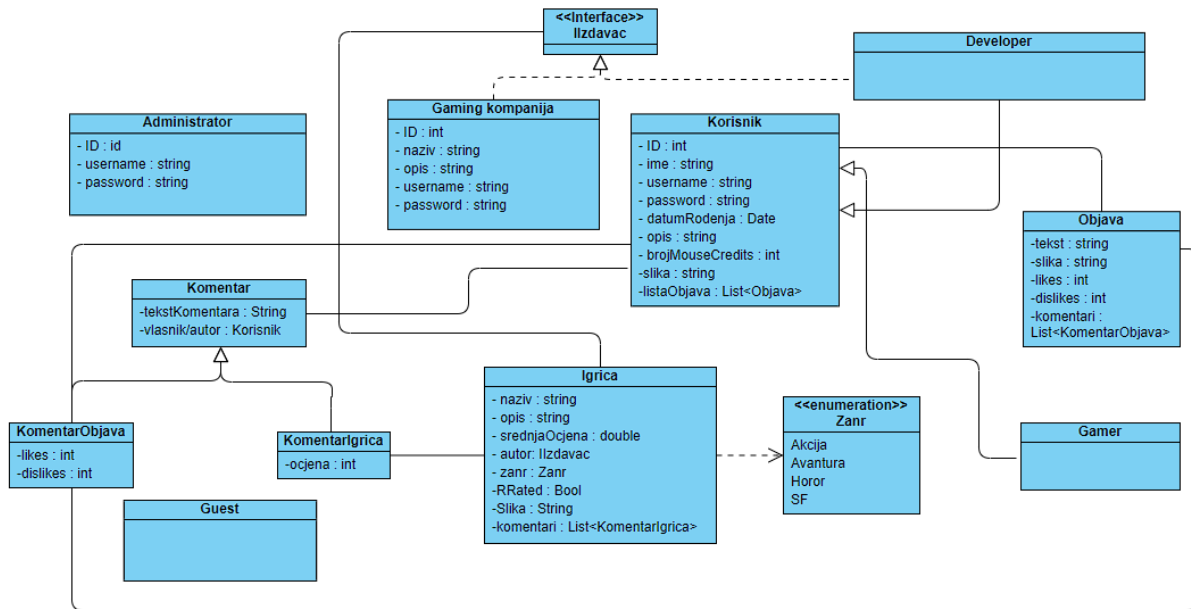 <<Interface>>
IIzdavac
Developer
Gaming kompanija
- ID : int
- naziv : string
- opis : string
- username : string
- password : string
Administrator
- ID : id
- username : string
- password : string
Korisnik
- ID : int
- ime : string
- username : string
- password : string
- datumRodenja : Date
- opis : string
- brojMouseCredits : int
-slika : string
-listaObjava : List<Objava>
Objava
-tekst : string
-slika : string
-likes : int
-dislikes : int
-komentari :
List<KomentarObjava>
Komentar
-tekstKomentara : String
-vlasnik/autor : Korisnik
KomentarObjava
-likes : int
-dislikes : int
KomentarIgrica
-ocjena : int
Igrica
- naziv : string
- opis : string
- srednjaOcjena : double
- autor: IIzdavac
- zanr : Zanr
-RRated : Bool
-Slika : String
-komentari : List<KomentarIgrica>
<<enumeration>>
Zanr
Akcija
Avantura
Horor
SF
Gamer
Guest